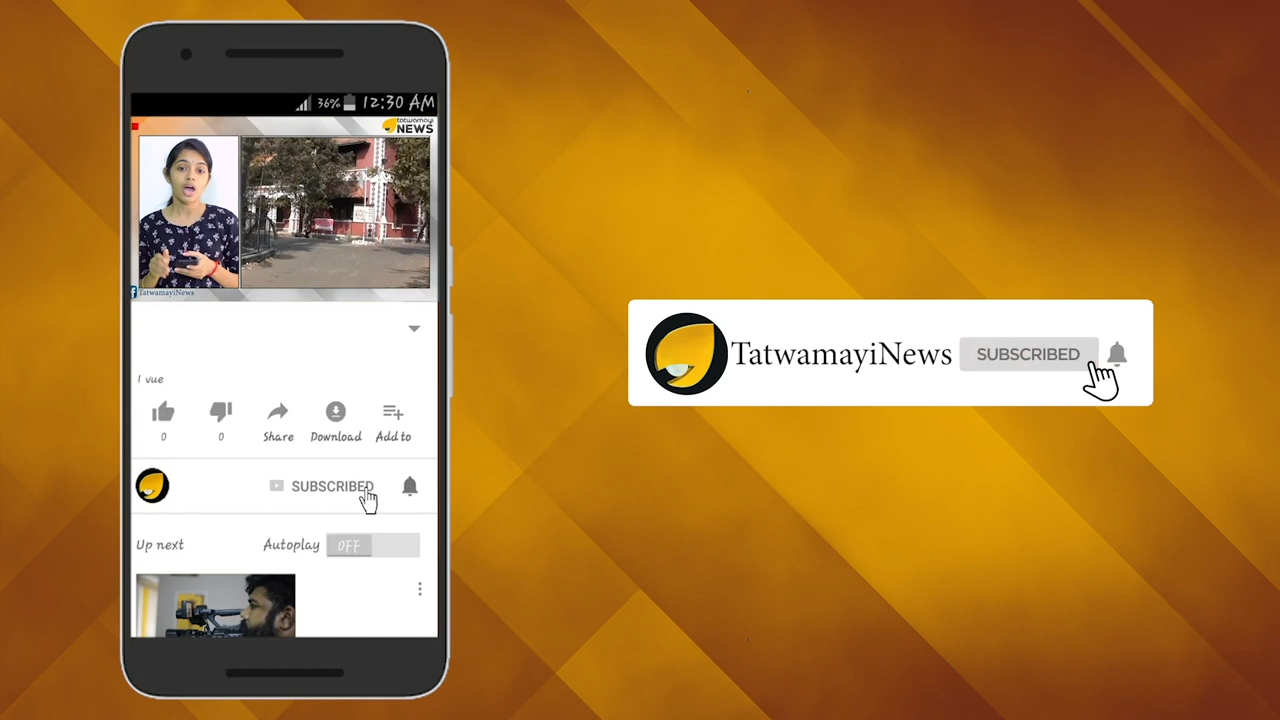 36%
12:30 AM
tatwamayi
NEWS
TatwamayiNews
1 vue
0
0
Share
Download
Add to
SUBSCRIBED
Up next
Autoplay
OFF
TatwamayiNews
SUBSCRIBED